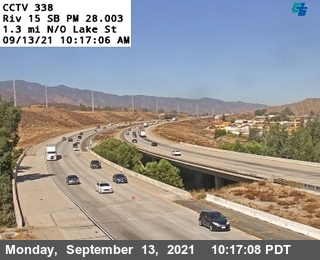 CCTV 338
Riv 15 SB PM 28.003
1.3 mi N/O Lake St
09/13/21 10:17:06 AM
Monday, September 13, 2021 10:17:08 PDT